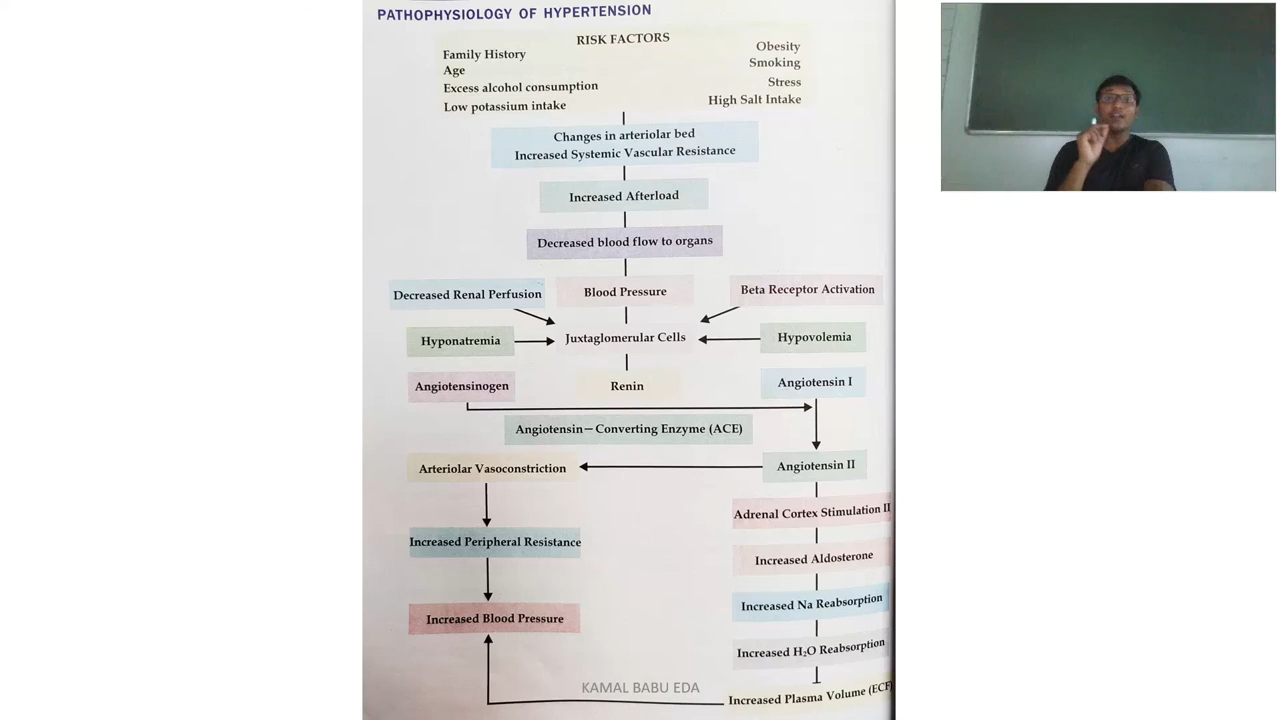 PATHOPHYSIOLOGY OF HYPERTENSION
RISK FACTORS
Family History
Age
Excess alcohol consumption
Low potassium intake
Obesity
Smoking
Stress
High Salt Intake
Changes in arteriolar bed
Increased Systemic Vascular Resistance
Increased Afterload
Decreased blood flow to organs
Decreased Renal Perfusion
Blood Pressure
Beta Receptor Activation
Hyponatremia
Juxtaglomerular Cells
Hypovolemia
Angiotensinogen
Renin
Angiotensin I
Angiotensin—Converting Enzyme (ACE)
Arteriolar Vasoconstriction
Angiotensin II
Adrenal Cortex Stimulation II
Increased Peripheral Resistance
Increased Aldosterone
Increased Na Reabsorption
Increased Blood Pressure
Increased H₂O Reabsorption
KAMAL BABU EDA
Increased Plasma Volume (ECF)